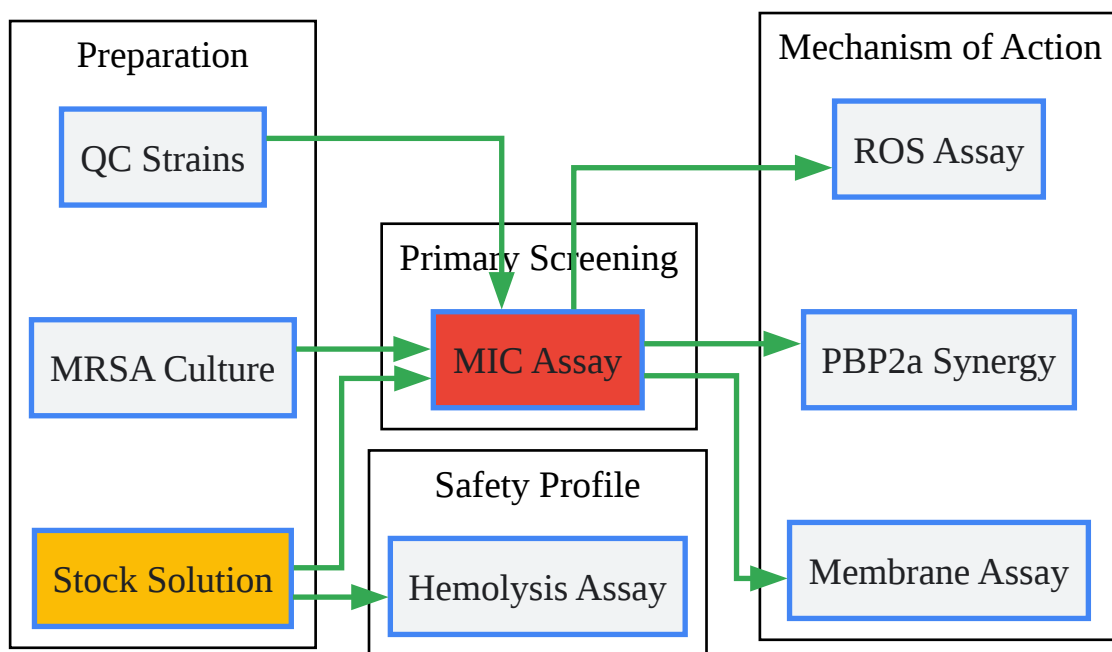 Preparation
QC Strains
MRSA Culture
Stock Solution
Primary Screening
MIC Assay
Safety Profile
Hemolysis Assay
Mechanism of Action
ROS Assay
PBP2a Synergy
Membrane Assay